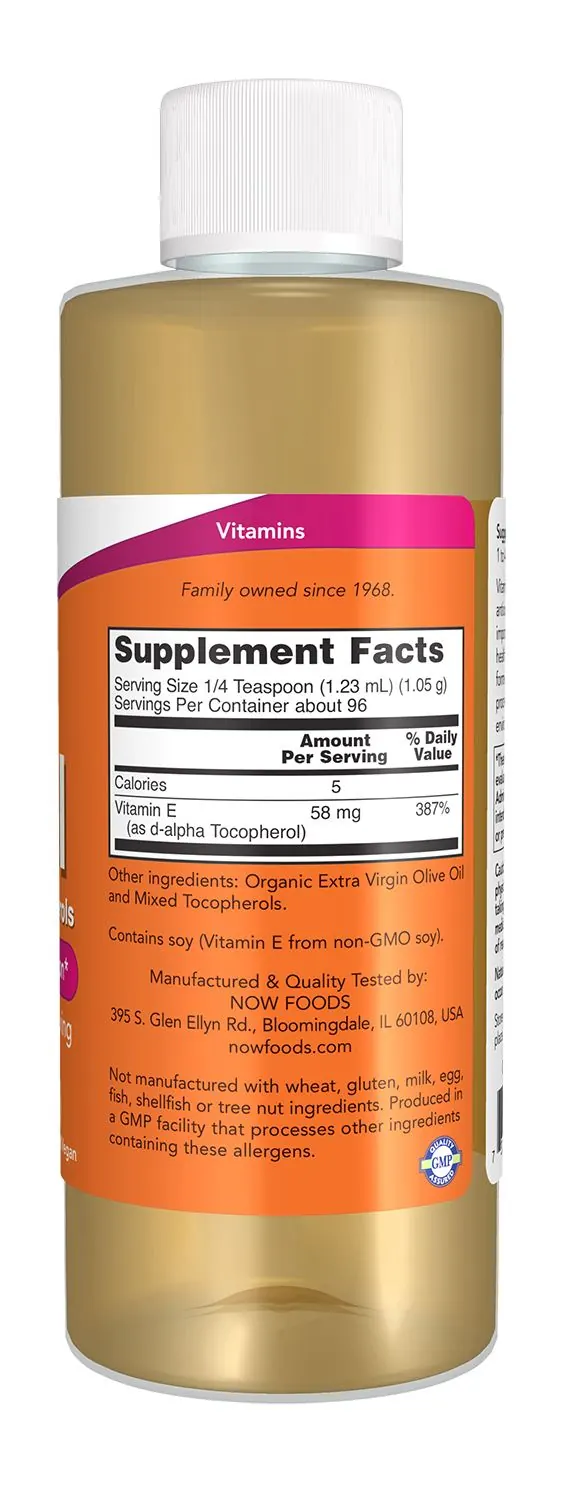 Vitamins
Family owned since 1968.
Supplement Facts
Serving Size 1/4 Teaspoon (1.23 mL) (1.05 g)
Servings Per Container about 96
Amount Per Serving
% Daily Value
Calories 5
Vitamin E 58 mg 387%
(as d-alpha Tocopherol)
Other ingredients: Organic Extra Virgin Olive Oil
and Mixed Tocopherols.
Contains soy (Vitamin E from non-GMO soy).
Manufactured & Quality Tested by:
NOW FOODS
395 S. Glen Ellyn Rd., Bloomingdale, IL 60108, USA
nowfoods.com
Not manufactured with wheat, gluten, milk, egg,
fish, shellfish or tree nut ingredients. Produced in
a GMP facility that processes other ingredients
containing these allergens.
QUALITY
GMP
ASSURED